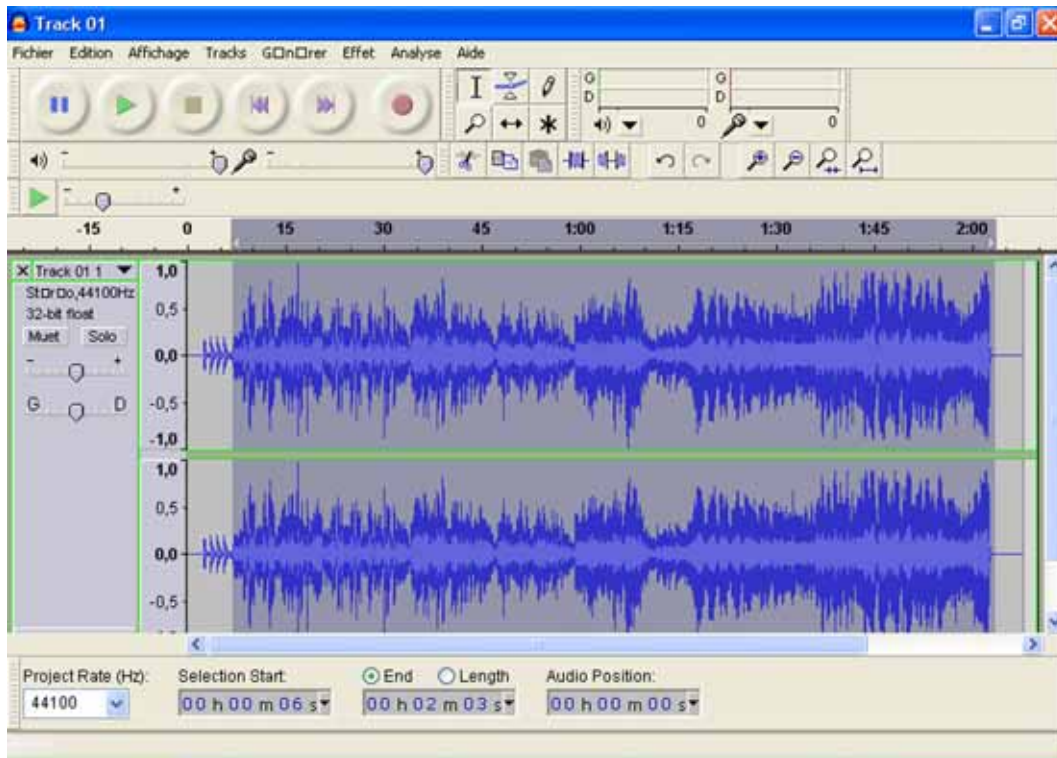 Track 01
Fichier Edition Affichage Tracks G□n□rer Effet Analyse Aide
G
D
0
G
D
0
- +
-15 0 15 30 45 1:00 1:15 1:30 1:45 2:00
Track 01 1
St□r□o,44100Hz
32-bit float
Muet Solo
- +
G D
1,0
0,5
0,0
-0,5
-1,0
1,0
0,5
0,0
-0,5
Project Rate (Hz): Selection Start: End Length Audio Position:
44100 00 h 00 m 06 s 00 h 02 m 03 s 00 h 00 m 00 s